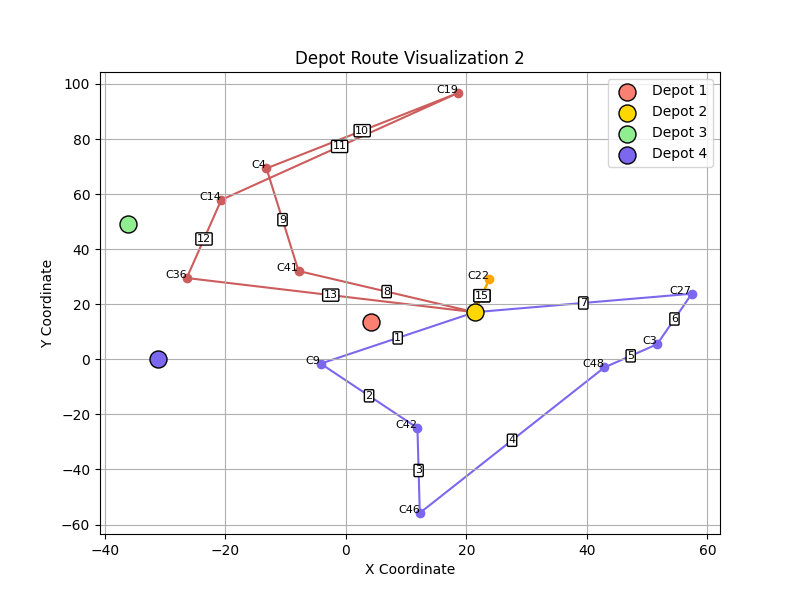 Depot Route Visualization 2
Y Coordinate
100
80
60
40
20
0
−20
−40
−60
−40
−20
0
20
40
60
X Coordinate
Depot 1
Depot 2
Depot 3
Depot 4
C19
10
11
C4
C14
9
12
C36
C41
C22
13
8
15
7
C27
6
1
C3
5
C9
C48
2
C42
4
3
C46